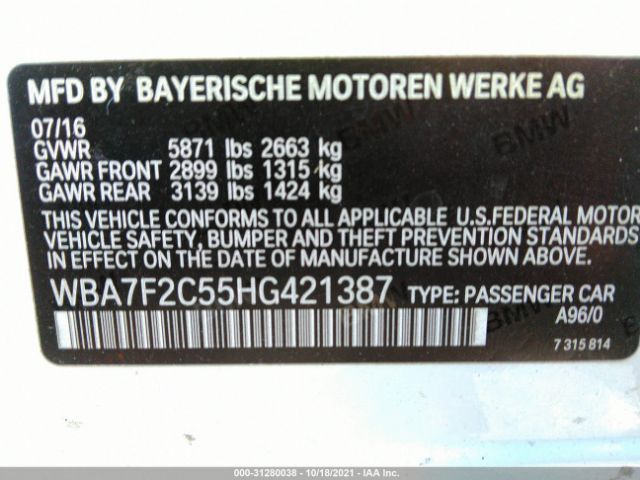 MFD BY BAYERISCHE MOTOREN WERKE AG
07/16
GVWR 5871 lbs 2663 kg
GAWR FRONT 2899 lbs 1315 kg
GAWR REAR 3139 lbs 1424 kg
THIS VEHICLE CONFORMS TO ALL APPLICABLE U.S.FEDERAL MOTOR
VEHICLE SAFETY, BUMPER AND THEFT PREVENTION STANDARDS
IN EFFECT ON THE DATE OF MANUFACTURE SHOWN ABOVE.
WBA7F2C55HG421387 TYPE: PASSENGER CAR
A96/0
7 315 814
000-31280038 - 10/18/2021 - IAA Inc.